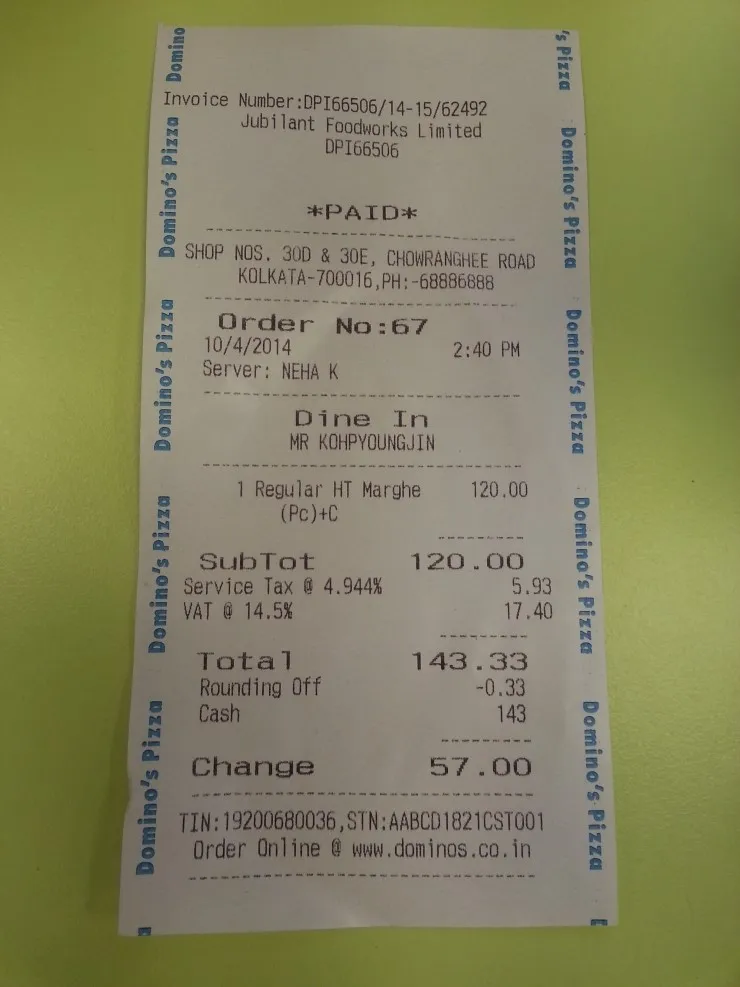 Invoice Number:DPI66506/14-15/62492
Jubilant Foodworks Limited
DPI66506
*PAID*
SHOP NOS. 30D & 30E, CHOWRANGHEE ROAD
KOLKATA-700016,PH:-68886888
Order No:67
10/4/2014 2:40 PM
Server: NEHA K
Dine In
MR KOHPYOUNGJIN
1 Regular HT Marghe 120.00
(Pc)+C
SubTot 120.00
Service Tax @ 4.944% 5.93
VAT @ 14.5% 17.40
Total 143.33
Rounding Off -0.33
Cash 143
Change 57.00
TIN:19200680036,STN:AABCD1821CST001
Order Online @ www.dominos.co.in
Domino
Domino's Pizza
Domino's Pizza
Domino's Pizza
Domino's Pizza
's Pizza
Domino's Pizza
Domino's Pizza
Domino's Pizza
Domino's Pizza